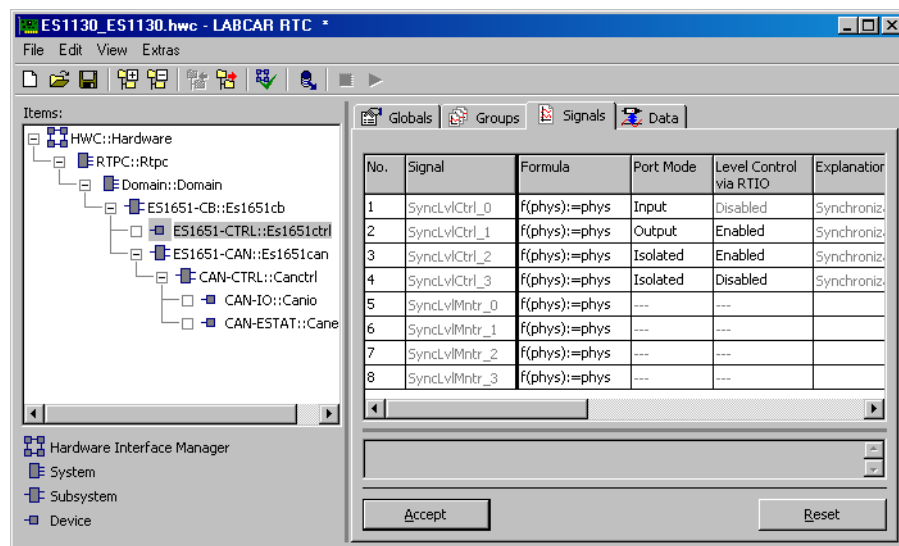 ES1130_ES1130.hwc - LABCAR RTC *
File Edit View Extras
Items:
HWC::Hardware
RTPC::Rtpc
Domain::Domain
ES1651-CB::Es1651cb
ES1651-CTRL::Es1651ctrl
ES1651-CAN::Es1651can
CAN-CTRL::Canctrl
CAN-IO::Canio
CAN-ESTAT::Cane
Hardware Interface Manager
System
Subsystem
Device
Globals Groups Signals Data
No. Signal Formula Port Mode Level Control via RTIO Explanation
1 SyncLvlCtrl_0 f(phys):=phys Input Disabled Synchroniz
2 SyncLvlCtrl_1 f(phys):=phys Output Enabled Synchroniz
3 SyncLvlCtrl_2 f(phys):=phys Isolated Enabled Synchroniz
4 SyncLvlCtrl_3 f(phys):=phys Isolated Disabled Synchroniz
5 SyncLvlMntr_0 f(phys):=phys --- ---
6 SyncLvlMntr_1 f(phys):=phys --- ---
7 SyncLvlMntr_2 f(phys):=phys --- ---
8 SyncLvlMntr_3 f(phys):=phys --- ---
Accept Reset